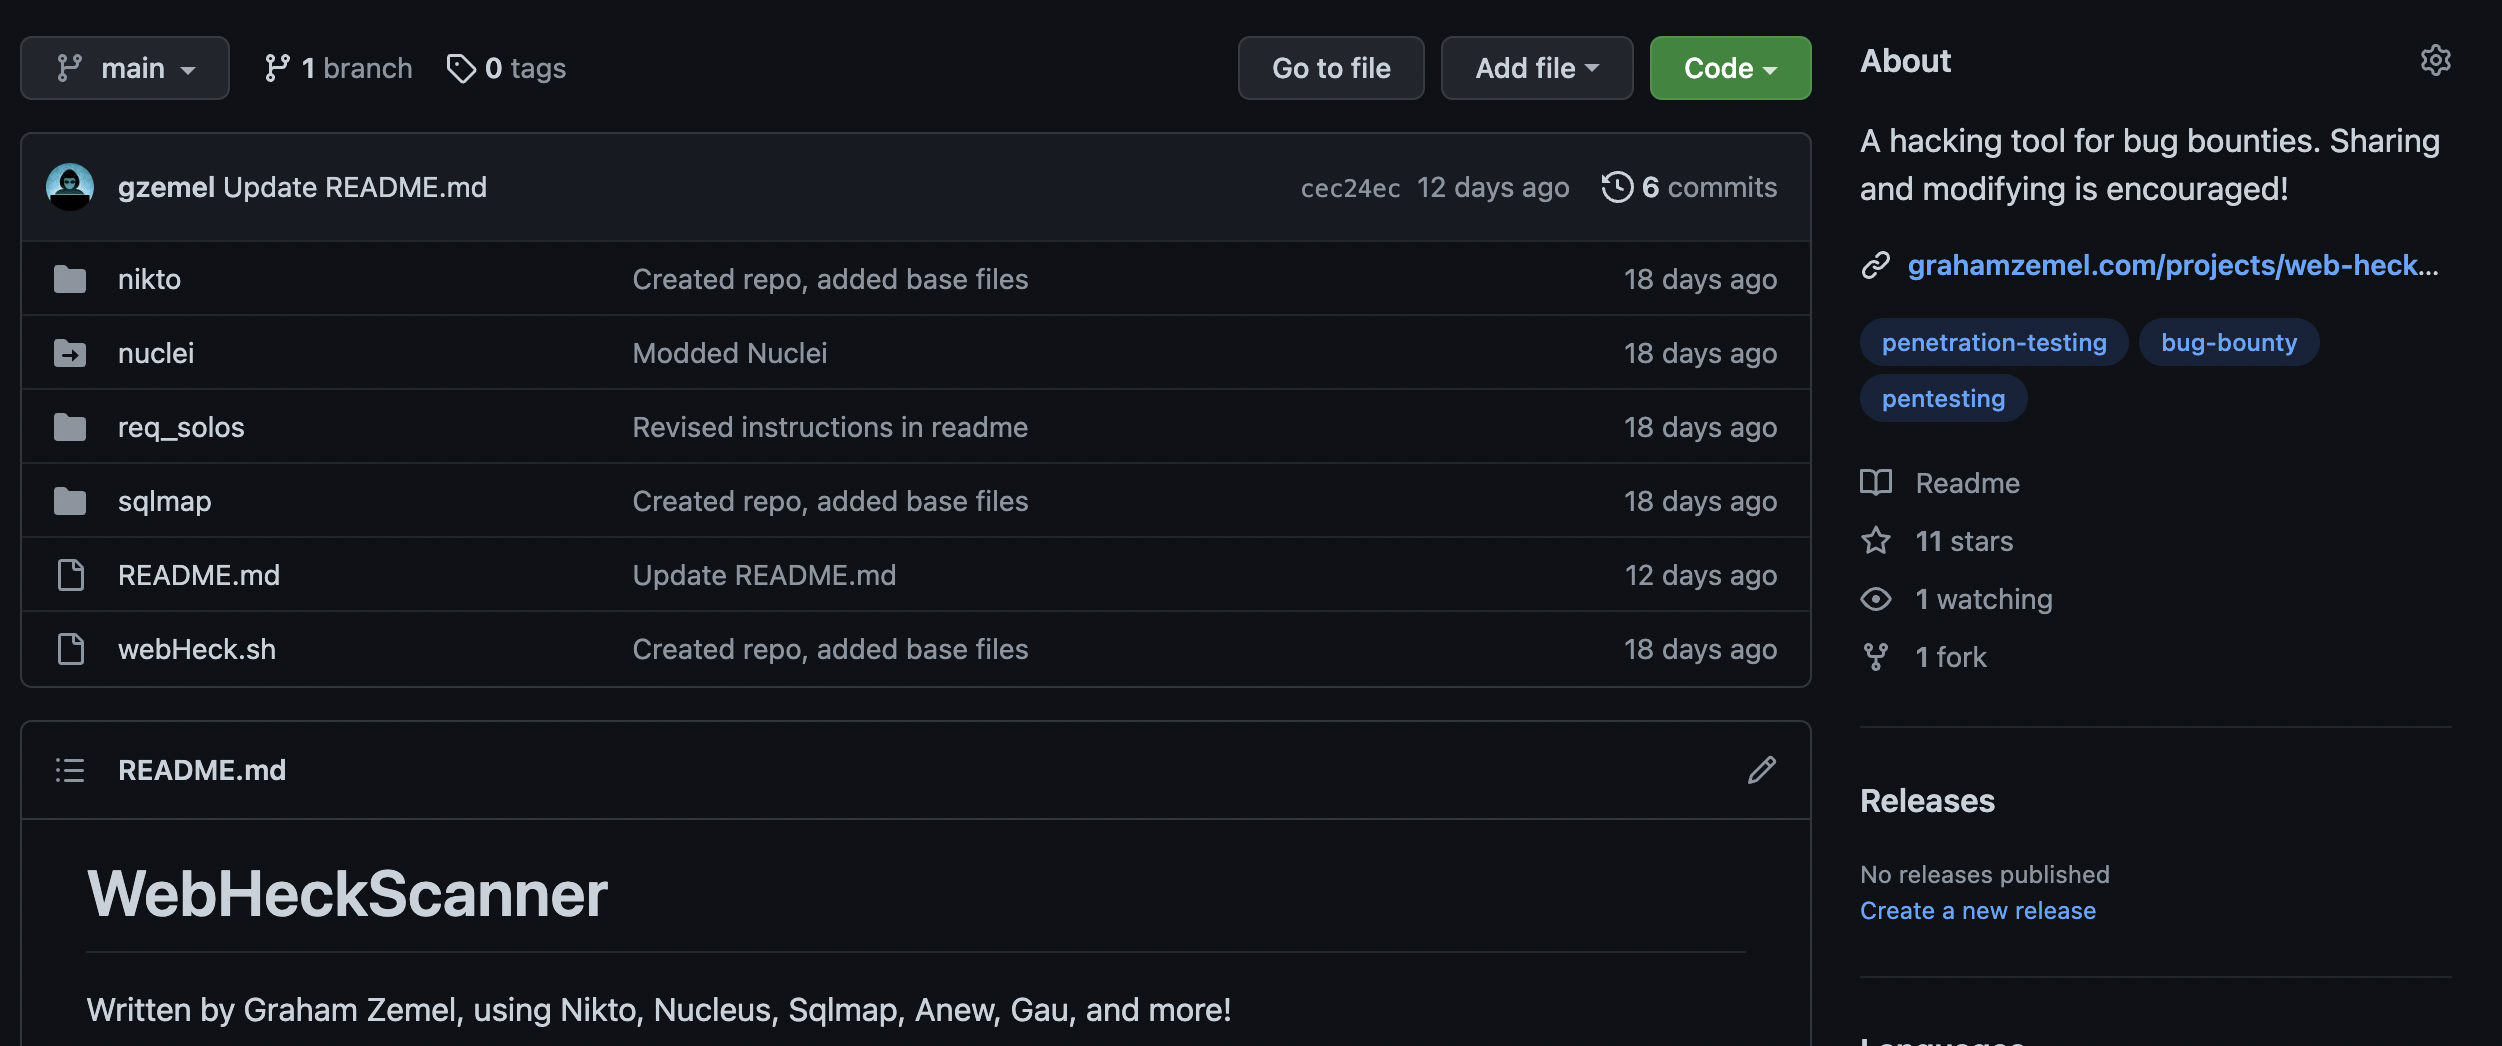 main
1 branch
0 tags
Go to file
Add file
Code
gzemel Update README.md
cec24ec 12 days ago
6 commits
nikto Created repo, added base files 18 days ago
nuclei Modded Nuclei 18 days ago
req_solos Revised instructions in readme 18 days ago
sqlmap Created repo, added base files 18 days ago
README.md Update README.md 12 days ago
webHeck.sh Created repo, added base files 18 days ago
README.md
WebHeckScanner
Written by Graham Zemel, using Nikto, Nucleus, Sqlmap, Anew, Gau, and more!
About
A hacking tool for bug bounties. Sharing
and modifying is encouraged!
grahamzemel.com/projects/web-heck...
penetration-testing
bug-bounty
pentesting
Readme
11 stars
1 watching
1 fork
Releases
No releases published
Create a new release